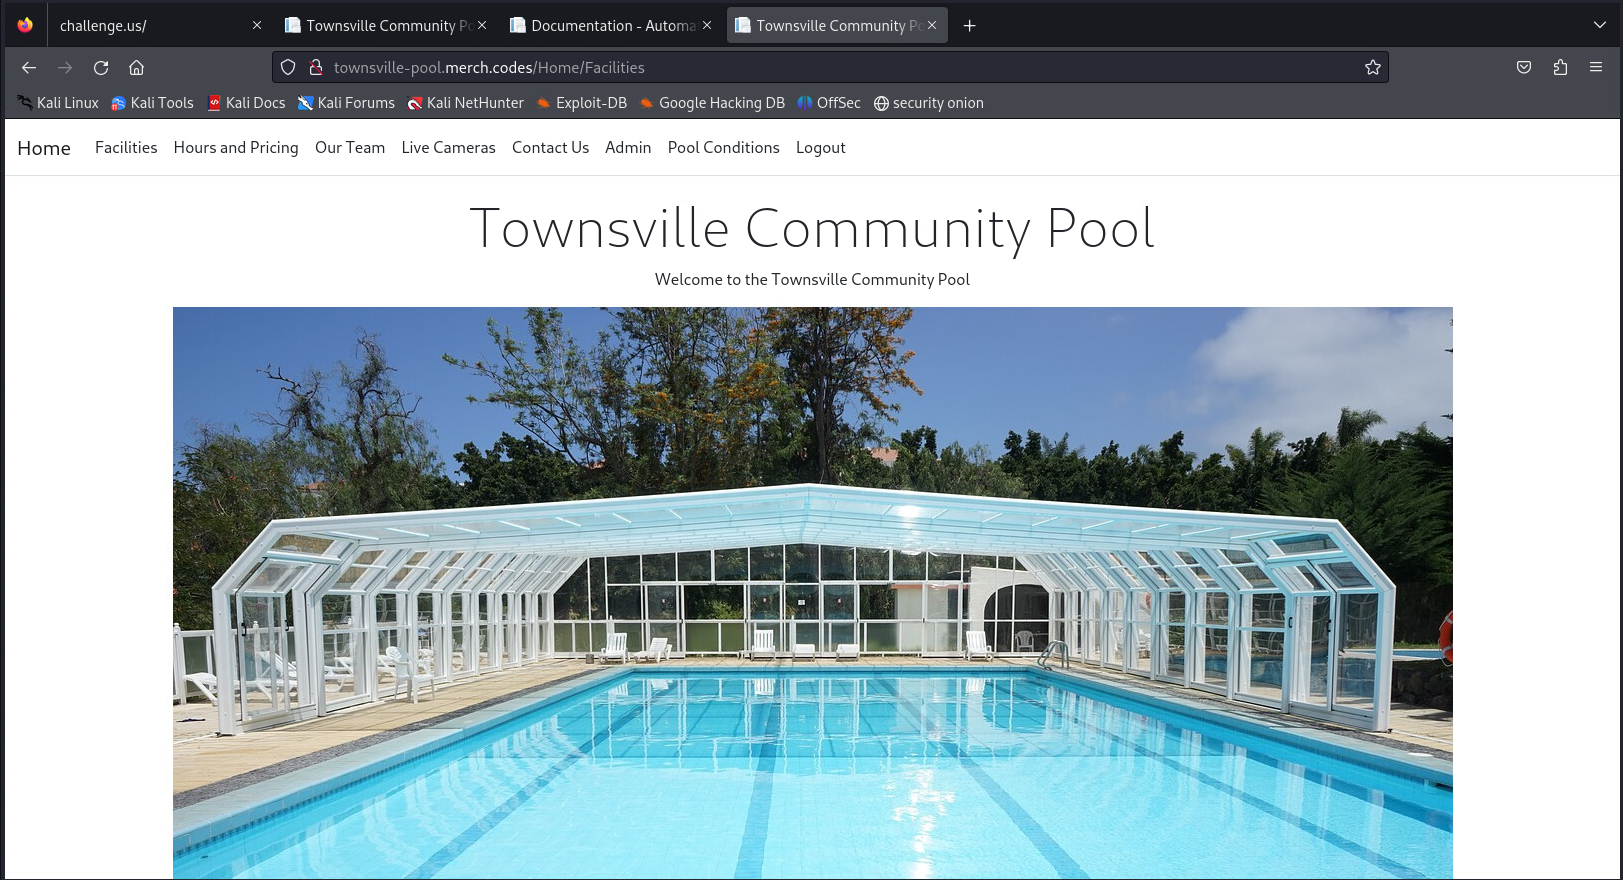 challenge.us/
Townsville Community Po
Documentation - Automa
Townsville Community Po
townsville-pool.merch.codes/Home/Facilities
Kali Linux Kali Tools Kali Docs Kali Forums Kali NetHunter Exploit-DB Google Hacking DB OffSec security onion
Home Facilities Hours and Pricing Our Team Live Cameras Contact Us Admin Pool Conditions Logout
Townsville Community Pool
Welcome to the Townsville Community Pool